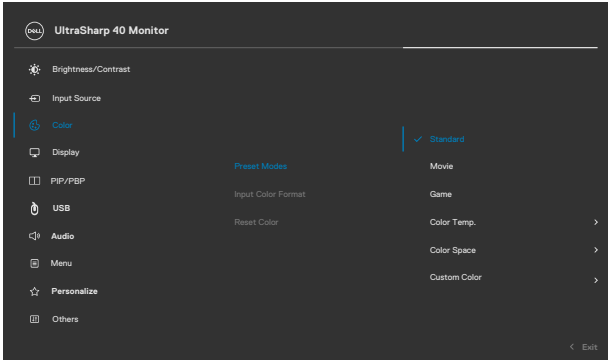 DELL UltraSharp 40 Monitor
Brightness/Contrast
Input Source
Color
Display
PIP/PBP
USB
Audio
Menu
Personalize
Others
Preset Modes
Input Color Format
Reset Color
Standard
Movie
Game
Color Temp.
Color Space
Custom Color
Exit